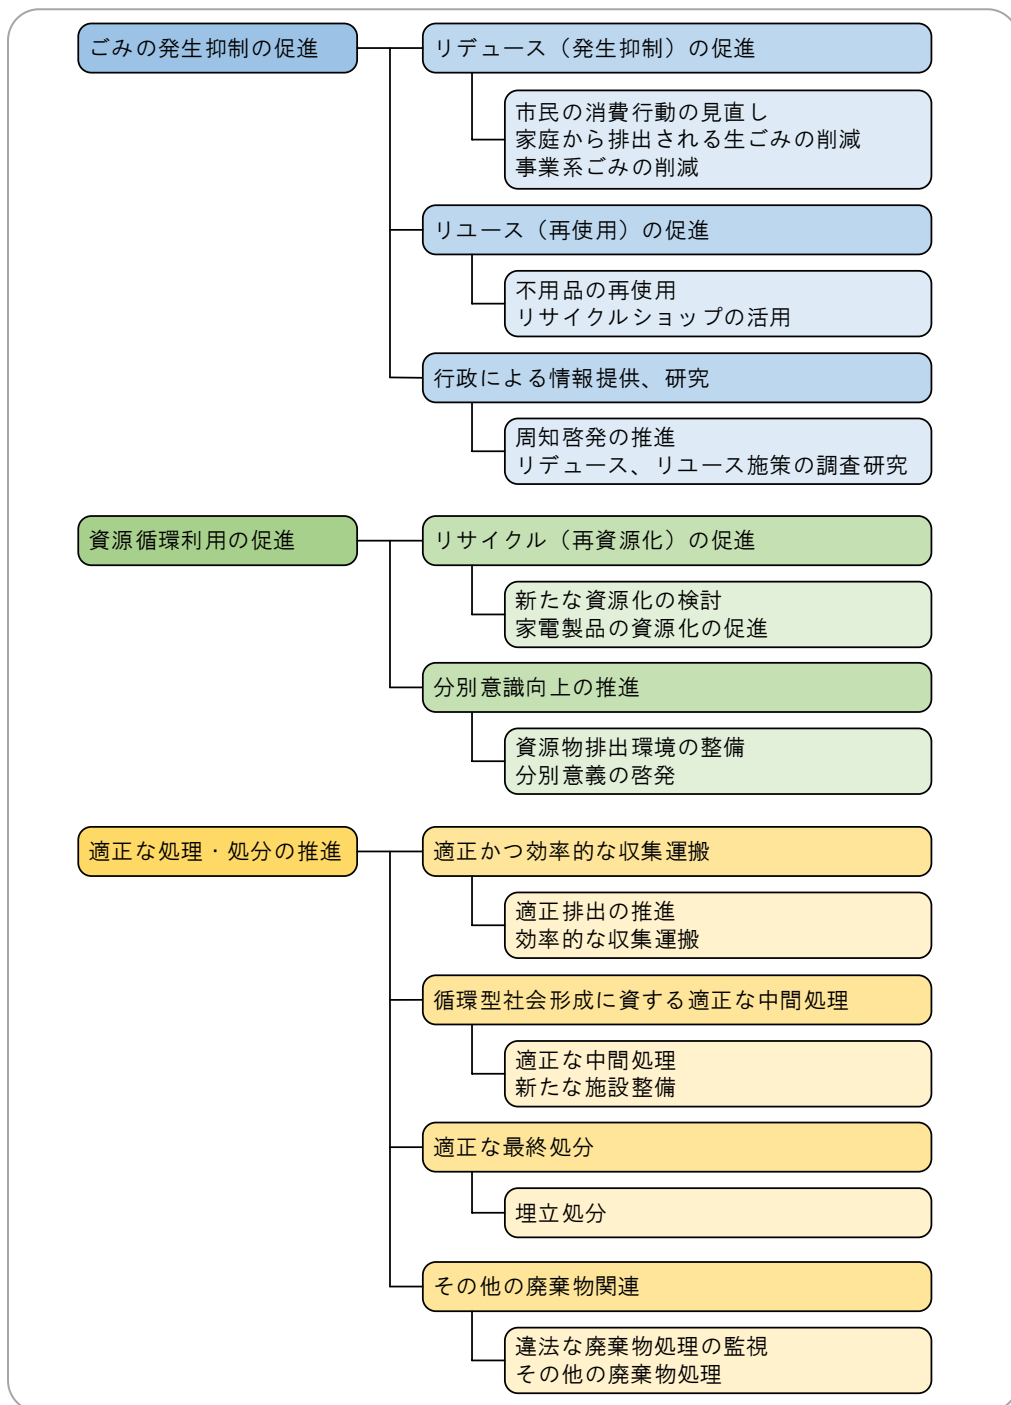 ごみの発生抑制の促進
リデュース（発生抑制）の促進
市民の消費行動の見直し
家庭から排出される生ごみの削減
事業系ごみの削減
リユース（再使用）の促進
不用品の再使用
リサイクルショップの活用
行政による情報提供、研究
周知啓発の推進
リデュース、リユース施策の調査研究
資源循環利用の促進
リサイクル（再資源化）の促進
新たな資源化の検討
家電製品の資源化の促進
分別意識向上の推進
資源物排出環境の整備
分別意義の啓発
適正な処理・処分の推進
適正かつ効率的な収集運搬
適正排出の推進
効率的な収集運搬
循環型社会形成に資する適正な中間処理
適正な中間処理
新たな施設整備
適正な最終処分
埋立処分
その他の廃棄物関連
違法な廃棄物処理の監視
その他の廃棄物処理